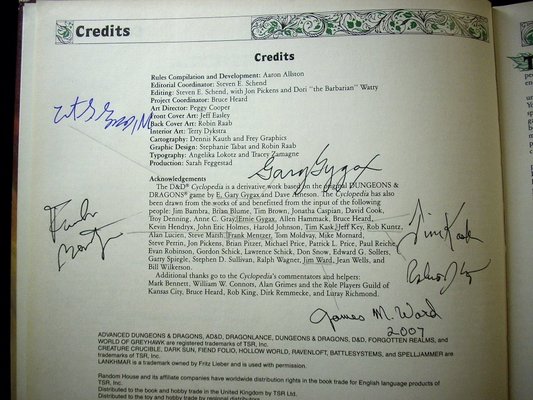 Credits
Credits
Rules Compilation and Development: Aaron Allston
Editorial Coordinator: Steven E. Schend
Editing: Steven E. Schend, with Jon Pickens and Dori "the Barbarian" Watry
Project Coordinator: Bruce Heard
Art Director: Peggy Cooper
Front Cover Art: Jeff Easley
Back Cover Art: Robin Raab
Interior Art: Terry Dykstra
Cartography: Dennis Kauth and Frey Graphics
Graphic Design: Stephanie Tabat and Robin Raab
Typography: Angelika Lokotz and Tracey Zamagne
Production: Sarah Feggestad
Gary Gygax
Acknowledgements
The D&D Cyclopedia is a derivative work based on the original DUNGEONS &
DRAGONS game by E. Gary Gygax and Dave Arneson. The Cyclopedia has also
been drawn from the works of and benefitted from the input of the following
people: Jim Bambra, Brian Blume, Tim Brown, Jonatha Caspian, David Cook,
Troy Denning, Anne C. Gray, Ernie Gygax, Allen Hammack, Bruce Heard,
Kevin Hendryx, John Eric Holmes, Harold Johnson, Tim Kask, Jeff Key, Rob Kuntz,
Alan Lucien, Steve Marsh, Frank Mentzer, Tom Moldvay, Mike Mornard,
Steve Perrin, Jon Pickens, Brian Pitzer, Michael Price, Patrick L. Price, Paul Reiche,
Evan Robinson, Gordon Schick, Lawrence Schick, Don Snow, Edward G. Sollers,
Garry Spiegle, Stephen D. Sullivan, Ralph Wagner, Jim Ward, Jean Wells, and
Bill Wilkerson.
Additional thanks go to the Cyclopedia's commentators and helpers:
Mark Bennett, William W. Connors, Alan Grimes and the Role Players Guild of
Kansas City, Bruce Heard, Rob King, Dirk Remmecke, and Luray Richmond.
Tim Kask
James M. Ward
2007
ADVANCED DUNGEONS & DRAGONS, AD&D, DRAGONLANCE, DUNGEONS & DRAGONS, D&D, FORGOTTEN REALMS, and
WORLD OF GREYHAWK are registered trademarks of TSR, Inc.
CREATURE CRUCIBLE, DARK SUN, FIEND FOLIO, HOLLOW WORLD, RAVENLOFT, BATTLESYSTEMS, and SPELLJAMMER are
trademarks of TSR, Inc.
LANKHMAR is a trademark owned by Fritz Leiber and is used with permission.
Random House and its affiliate companies have worldwide distribution rights in the book trade for English language products of
TSR, Inc.
Distributed to the book and hobby trade in the United Kingdom by TSR Ltd.
Distributed to the toy and hobby trade by regional distributors.